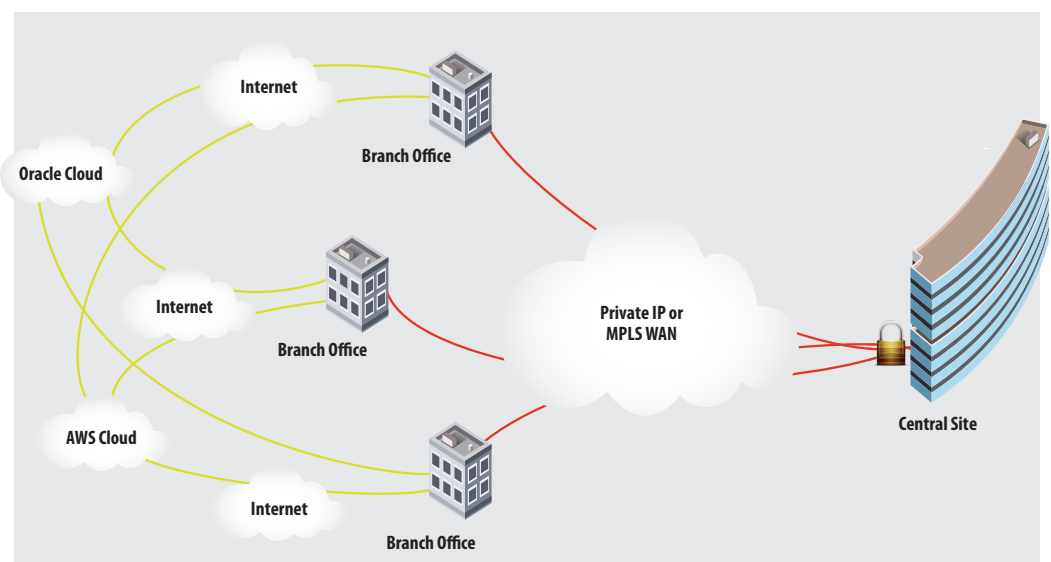 Internet
Branch Office
Oracle Cloud
Internet
Branch Office
Private IP or
MPLS WAN
Central Site
AWS Cloud
Internet
Branch Office